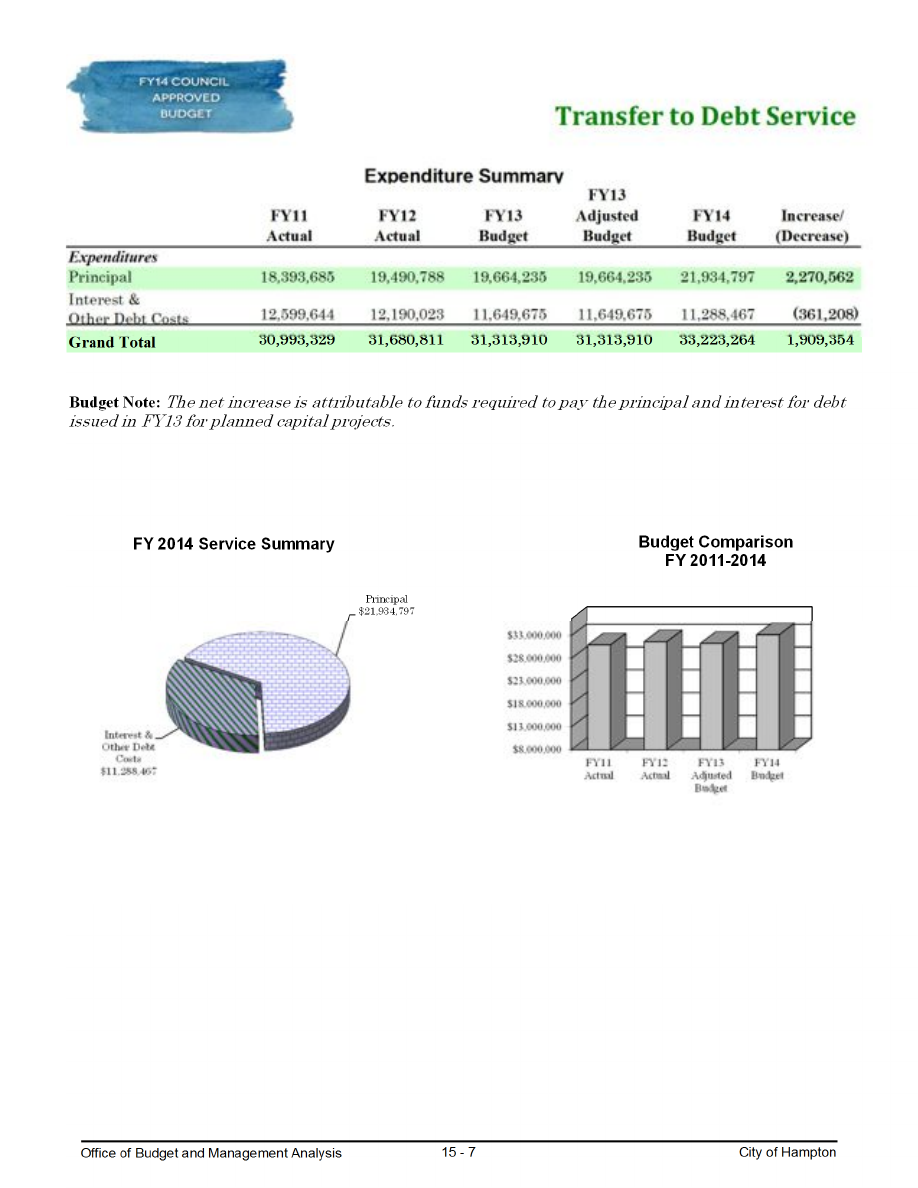 FY14 COUNCIL
APPROVED
BUDGET
Transfer to Debt Service
Expenditure Summary
FY11 Actual FY12 Actual FY13 Budget FY13 Adjusted Budget FY14 Budget Increase/ (Decrease)
Expenditures
Principal 18,393,685 19,490,788 19,664,235 19,664,235 21,934,797 2,270,562
Interest &
Other Debt Costs 12,599,644 12,190,023 11,649,675 11,649,675 11,288,467 (361,208)
Grand Total 30,993,329 31,680,811 31,313,910 31,313,910 33,223,264 1,909,354
Budget Note: The net increase is attributable to funds required to pay the principal and interest for debt
issued in FY13 for planned capital projects.
FY 2014 Service Summary
Principal
$21,934,797
Interest &
Other Debt
Costs
$11,288,467
Budget Comparison
FY 2011-2014
$33,000,000
$28,000,000
$23,000,000
$18,000,000
$13,000,000
$8,000,000
FY11 Actual FY12 Actual FY13 Adjusted Budget FY14 Budget
Office of Budget and Management Analysis 15 - 7 City of Hampton